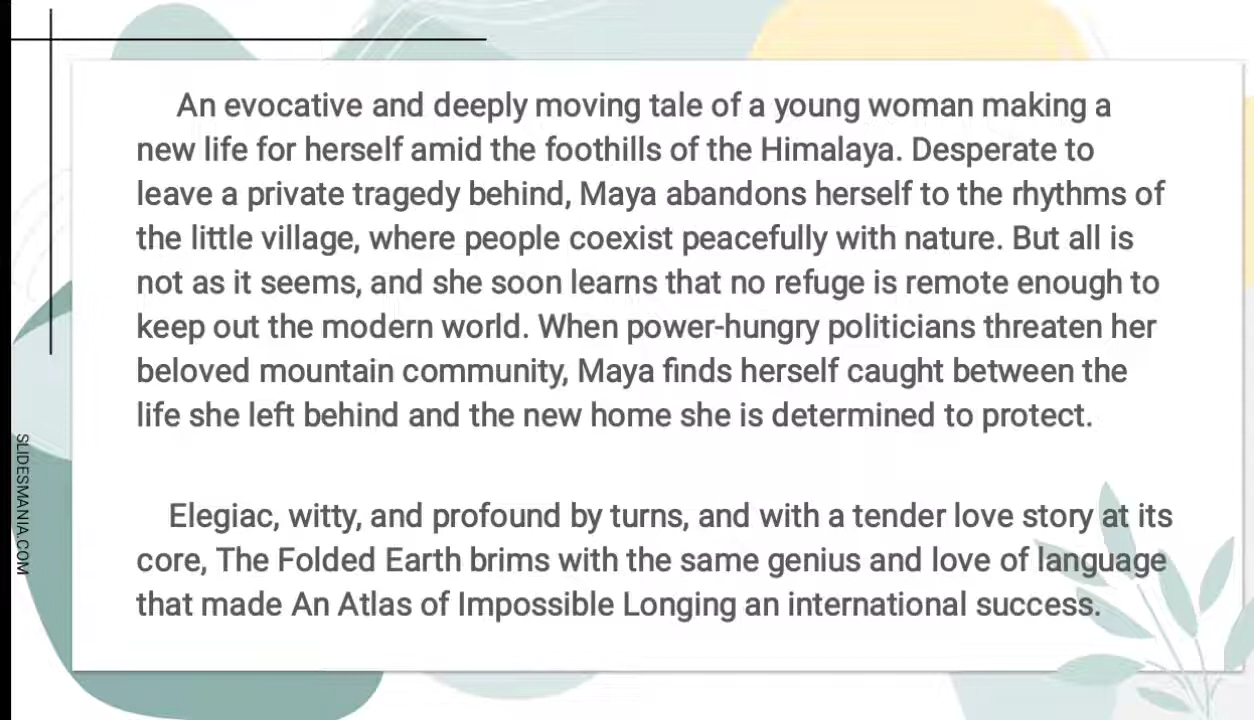 An evocative and deeply moving tale of a young woman making a
new life for herself amid the foothills of the Himalaya. Desperate to
leave a private tragedy behind, Maya abandons herself to the rhythms of
the little village, where people coexist peacefully with nature. But all is
not as it seems, and she soon learns that no refuge is remote enough to
keep out the modern world. When power-hungry politicians threaten her
beloved mountain community, Maya finds herself caught between the
life she left behind and the new home she is determined to protect.
Elegiac, witty, and profound by turns, and with a tender love story at its
core, The Folded Earth brims with the same genius and love of language
that made An Atlas of Impossible Longing an international success.
SLIDESMANIA.COM